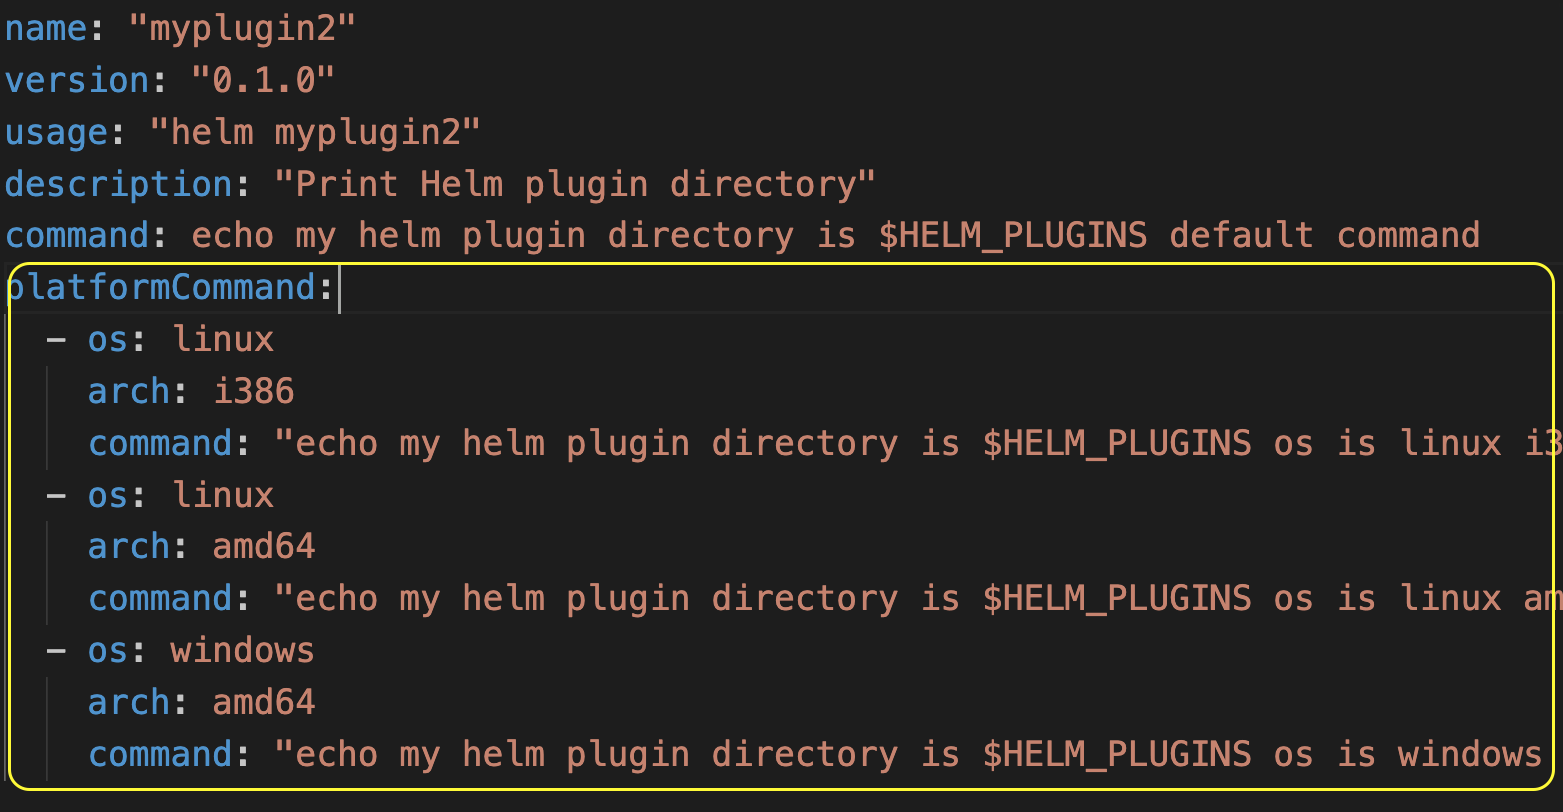 name: "myplugin2"
version: "0.1.0"
usage: "helm myplugin2"
description: "Print Helm plugin directory"
command: echo my helm plugin directory is $HELM_PLUGINS default command
platformCommand:
  - os: linux
    arch: i386
    command: "echo my helm plugin directory is $HELM_PLUGINS os is linux
  - os: linux
    arch: amd64
    command: "echo my helm plugin directory is $HELM_PLUGINS os is linux
  - os: windows
    arch: amd64
    command: "echo my helm plugin directory is $HELM_PLUGINS os is windows